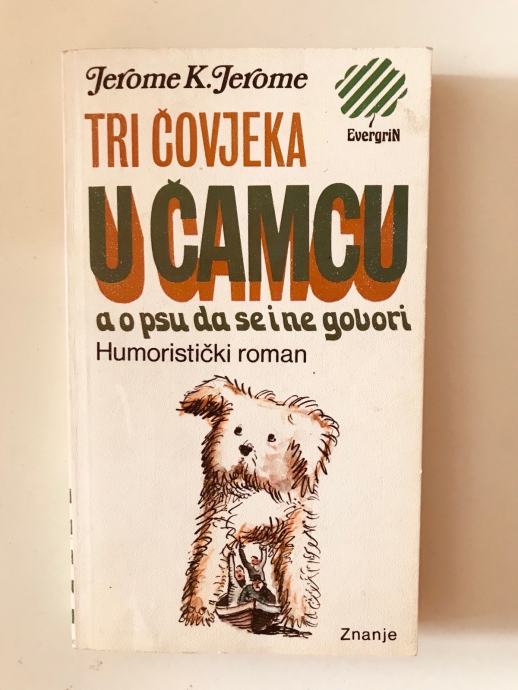 Jerome K. Jerome
EvergriN
TRI ČOVJEKA
U ČAMCU
a o psu da se i ne govori
Humoristički roman
Znanje